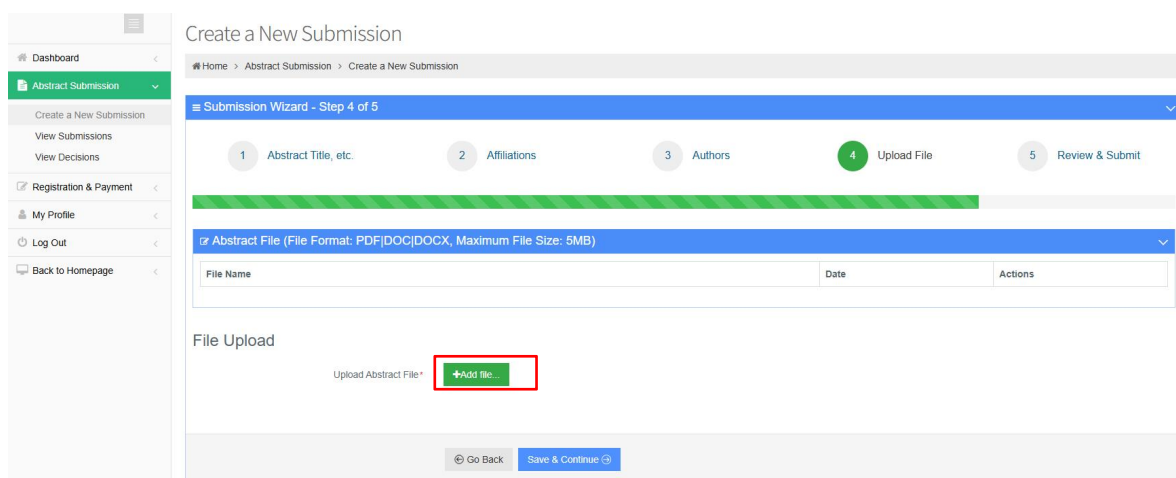 Create a New Submission
Dashboard
Home > Abstract Submission > Create a New Submission
Abstract Submission
Submission Wizard - Step 4 of 5
Create a New Submission
View Submissions
View Decisions
1 Abstract Title, etc. 2 Affiliations 3 Authors 4 Upload File 5 Review & Submit
Registration & Payment
My Profile
Log Out
Back to Homepage
Abstract File (File Format: PDF|DOC|DOCX, Maximum File Size: 5MB)
File Name Date Actions
File Upload
Upload Abstract File* +Add file...
Go Back Save & Continue